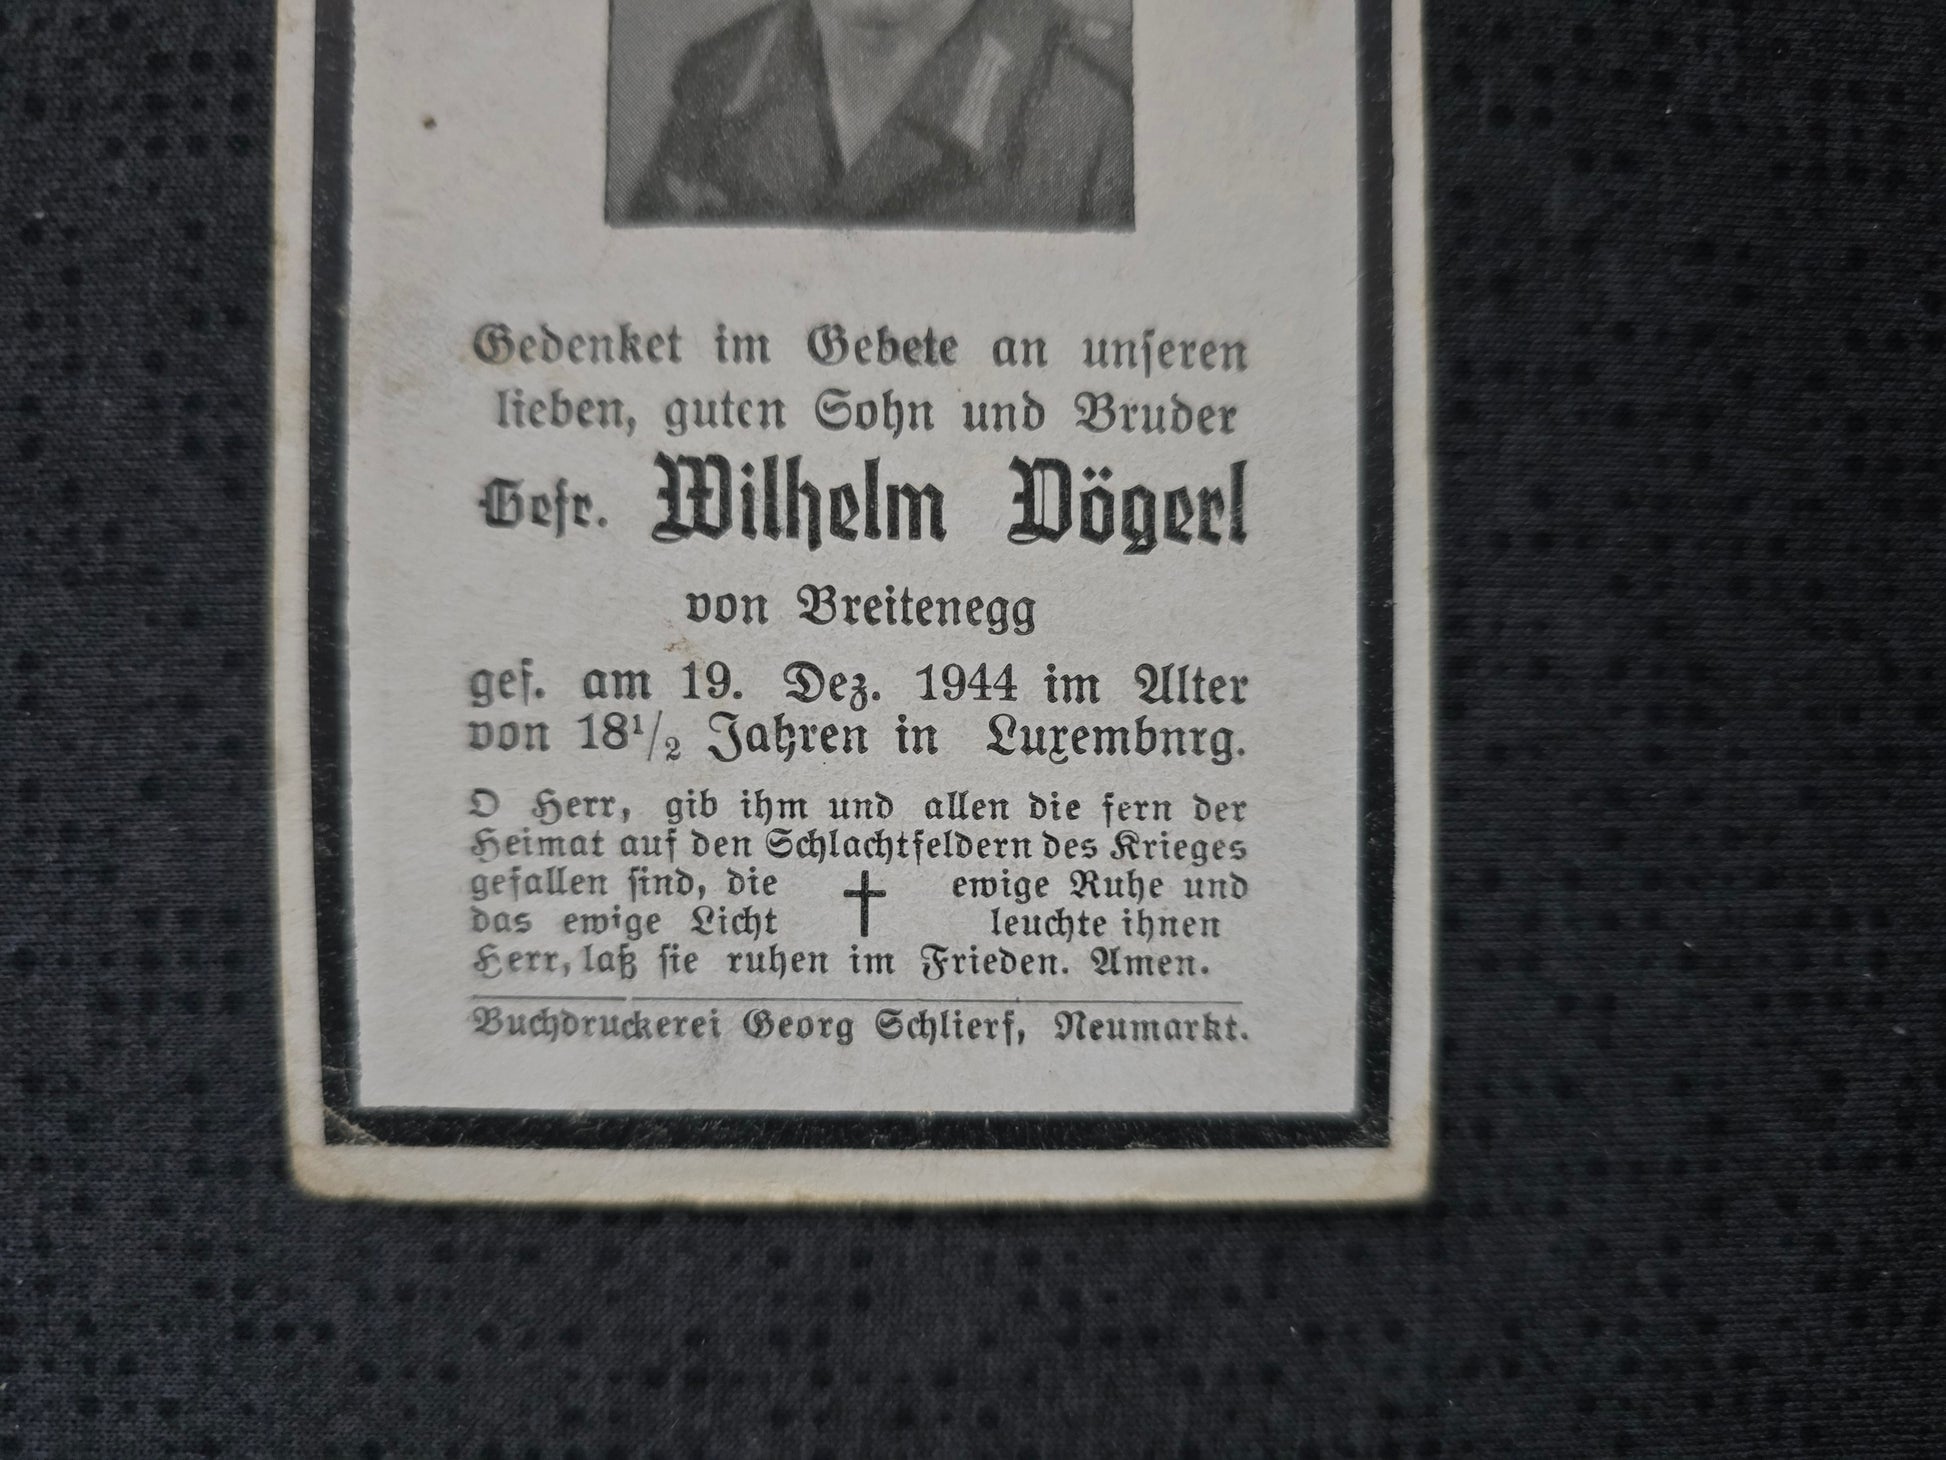 Gedenket im Gebete an unseren
lieben, guten Sohn und Bruder
Gefr. Wilhelm Vögerl
von Breitenegg
gef. am 19. Dez. 1944 im Alter
von 18 1/2 Jahren in Luxembnrg.
O Herr, gib ihm und allen die fern der
Heimat auf den Schlachtfeldern des Krieges
gefallen sind, die ewige Ruhe und
das ewige Licht leuchte ihnen
Herr, laß sie ruhen im Frieden. Amen.
Buchdruckerei Georg Schlierf, Neumarkt.